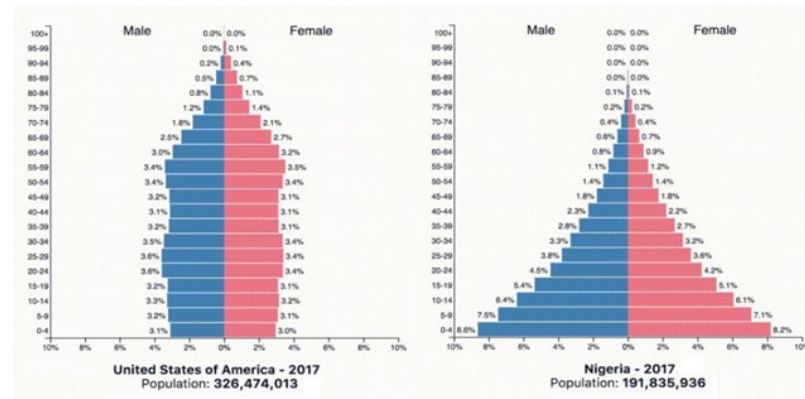 Male Female
100+ 0.0% 0.0%
95-99 0.0% 0.1%
90-94 0.2% 0.4%
85-89 0.5% 0.7%
80-84 0.8% 1.1%
75-79 1.2% 1.4%
70-74 1.8% 2.1%
65-69 2.5% 2.7%
60-64 3.0% 3.2%
55-59 3.4% 3.5%
50-54 3.4% 3.4%
45-49 3.2% 3.1%
40-44 3.1% 3.1%
35-39 3.2% 3.1%
30-34 3.5% 3.4%
25-29 3.6% 3.4%
20-24 3.6% 3.4%
15-19 3.2% 3.1%
10-14 3.3% 3.2%
5-9 3.2% 3.1%
0-4 3.1% 3.0%
10% 8% 6% 4% 2% 0% 2% 4% 6% 8% 10%
United States of America - 2017
Population: 326,474,013
Male Female
100+ 0.0% 0.0%
95-99 0.0% 0.0%
90-94 0.0% 0.0%
85-89 0.0% 0.0%
80-84 0.1% 0.1%
75-79 0.2% 0.2%
70-74 0.4% 0.4%
65-69 0.6% 0.7%
60-64 0.8% 0.9%
55-59 1.1% 1.2%
50-54 1.4% 1.4%
45-49 1.8% 1.8%
40-44 2.3% 2.2%
35-39 2.8% 2.7%
30-34 3.3% 3.2%
25-29 3.8% 3.6%
20-24 4.5% 4.2%
15-19 5.4% 5.1%
10-14 6.4% 6.1%
5-9 7.5% 7.1%
0-4 8.6% 8.2%
10% 8% 6% 4% 2% 0% 2% 4% 6% 8% 10%
Nigeria - 2017
Population: 191,835,936